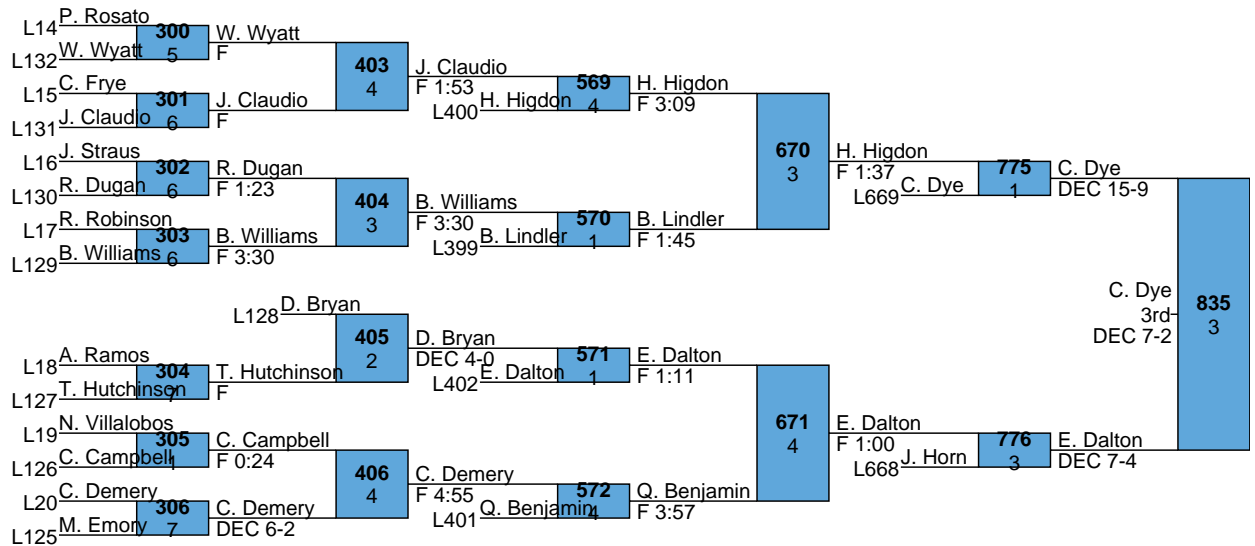 P. Rosato
L14
300
W. Wyatt
W. Wyatt
L132
5
F
403
J. Claudio
4
F 1:53
569
H. Higdon
C. Frye
L15
301
J. Claudio
H. Higdon
L400
4
F 3:09
J. Claudio
L131
6
F
670
H. Higdon
3
F 1:37
775
C. Dye
J. Straus
L16
302
R. Dugan
C. Dye
L669
1
DEC 15-9
R. Dugan
L130
6
F 1:23
404
B. Williams
3
F 3:30
570
B. Lindler
R. Robinson
L17
303
B. Williams
B. Lindler
L399
1
F 1:45
B. Williams
L129
6
F 3:30
C. Dye
835
3rd
3
DEC 7-2
D. Bryan
L128
405
D. Bryan
2
DEC 4-0
571
E. Dalton
A. Ramos
L18
304
T. Hutchinson
E. Dalton
L402
1
F 1:11
T. Hutchinson
L127
7
F
671
E. Dalton
4
F 1:00
776
E. Dalton
N. Villalobos
L19
305
C. Campbell
J. Horn
L668
3
DEC 7-4
C. Campbell
L126
1
F 0:24
406
C. Demery
4
F 4:55
572
Q. Benjamin
C. Demery
L20
306
C. Demery
Q. Benjamin
L401
4
F 3:57
M. Emory
L125
7
DEC 6-2